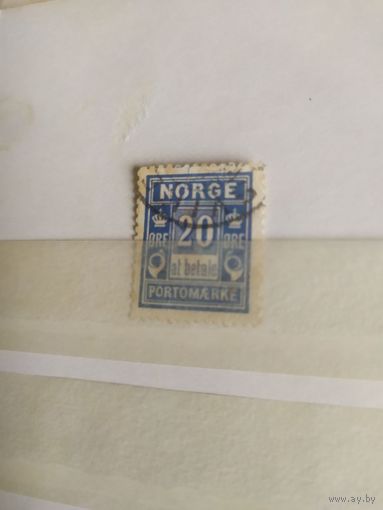 NORGE
ØRE 20 ØRE
at betale
PORTOMÆRKE
www.ay.by